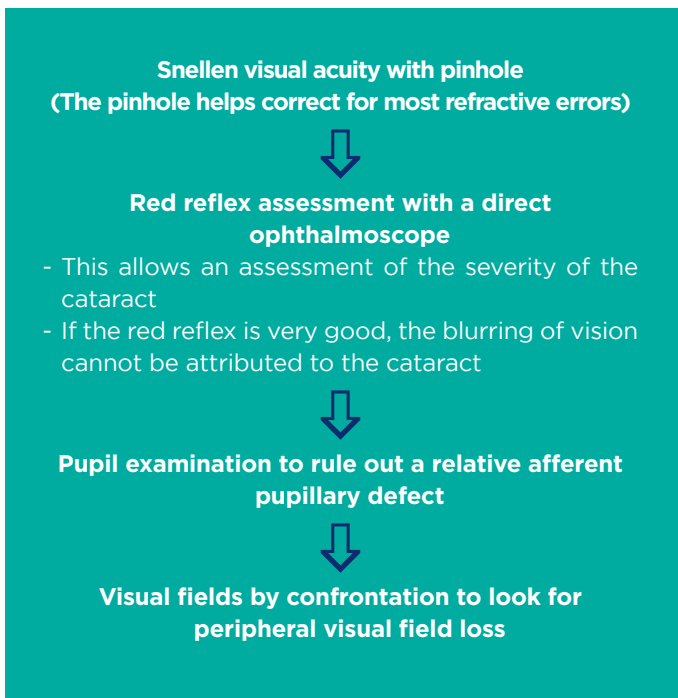 Snellen visual acuity with pinhole
(The pinhole helps correct for most refractive errors)
Red reflex assessment with a direct
ophthalmoscope
- This allows an assessment of the severity of the
cataract
- If the red reflex is very good, the blurring of vision
cannot be attributed to the cataract
Pupil examination to rule out a relative afferent
pupillary defect
Visual fields by confrontation to look for
peripheral visual field loss